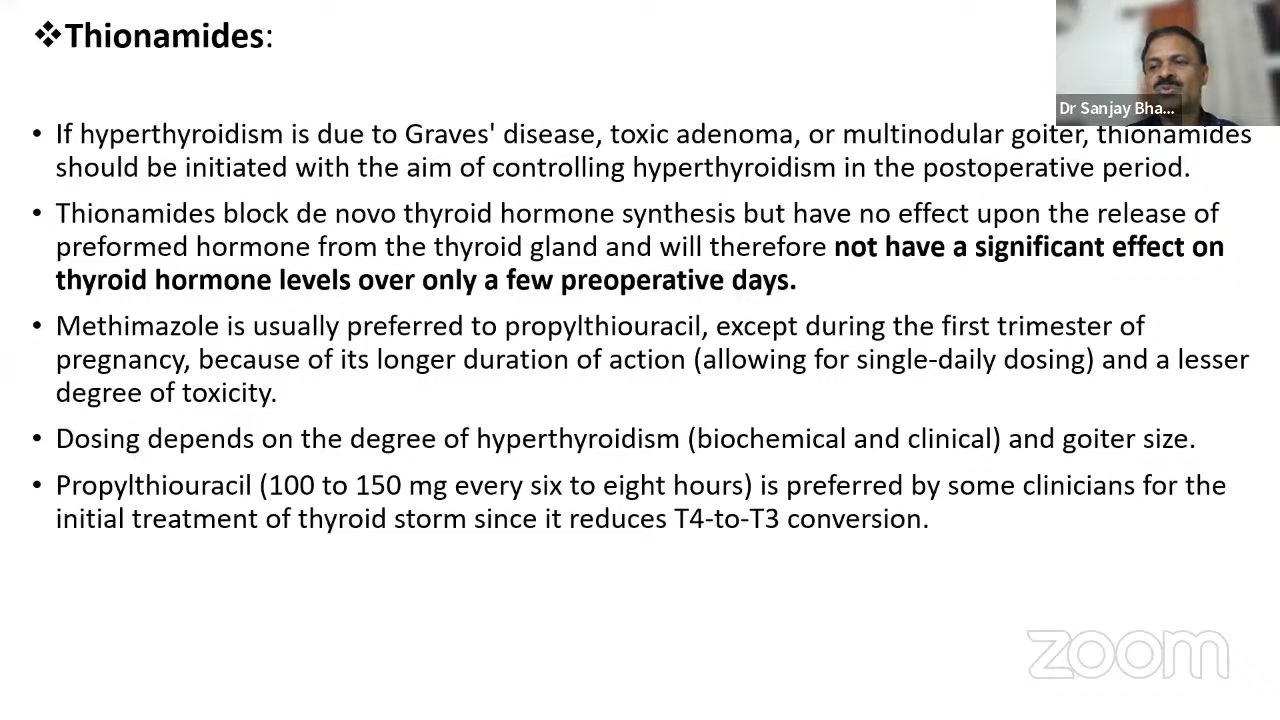 ❖Thionamides:
Dr Sanjay Bha...
• If hyperthyroidism is due to Graves' disease, toxic adenoma, or multinodular goiter, thionamides
should be initiated with the aim of controlling hyperthyroidism in the postoperative period.
• Thionamides block de novo thyroid hormone synthesis but have no effect upon the release of
preformed hormone from the thyroid gland and will therefore not have a significant effect on
thyroid hormone levels over only a few preoperative days.
• Methimazole is usually preferred to propylthiouracil, except during the first trimester of
pregnancy, because of its longer duration of action (allowing for single-daily dosing) and a lesser
degree of toxicity.
• Dosing depends on the degree of hyperthyroidism (biochemical and clinical) and goiter size.
• Propylthiouracil (100 to 150 mg every six to eight hours) is preferred by some clinicians for the
initial treatment of thyroid storm since it reduces T4-to-T3 conversion.
zoom